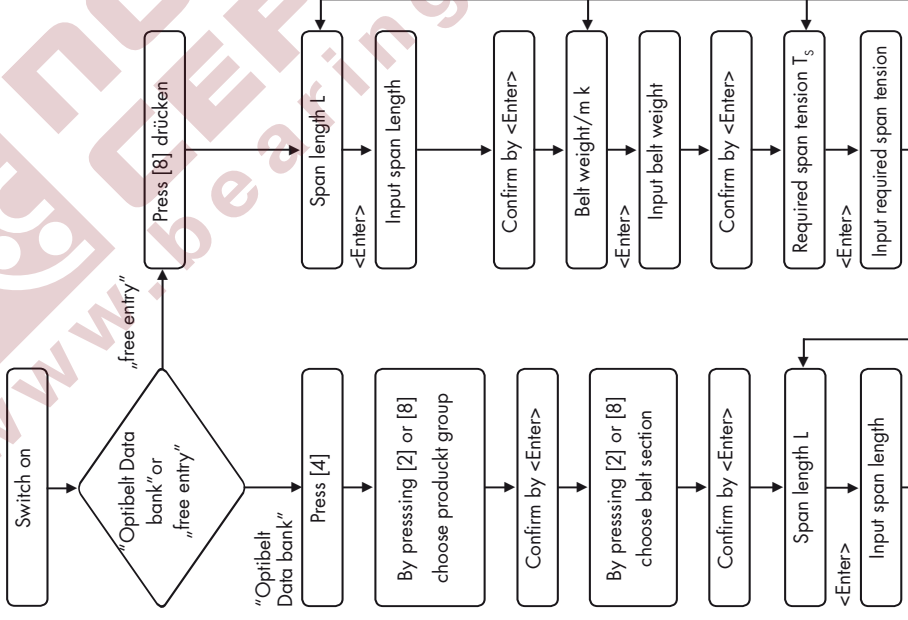 Switch on
"Optibelt Data
bank"or
„free entry"
„free entry"
Press [8] drücken
Span length L
<Enter>
Input span Length
Confirm by <Enter>
Belt weight/m k
<Enter>
Input belt weight
Confirm by <Enter>
Required span tension Ts
<Enter>
Input required span tension
"Optibelt
Data bank"
Press [4]
By presssing [2] or [8]
choose produckt group
Confirm by <Enter>
By presssing [2] or [8]
choose belt section
Confirm by <Enter>
Span length L
<Enter>
Input span length
www.bearing